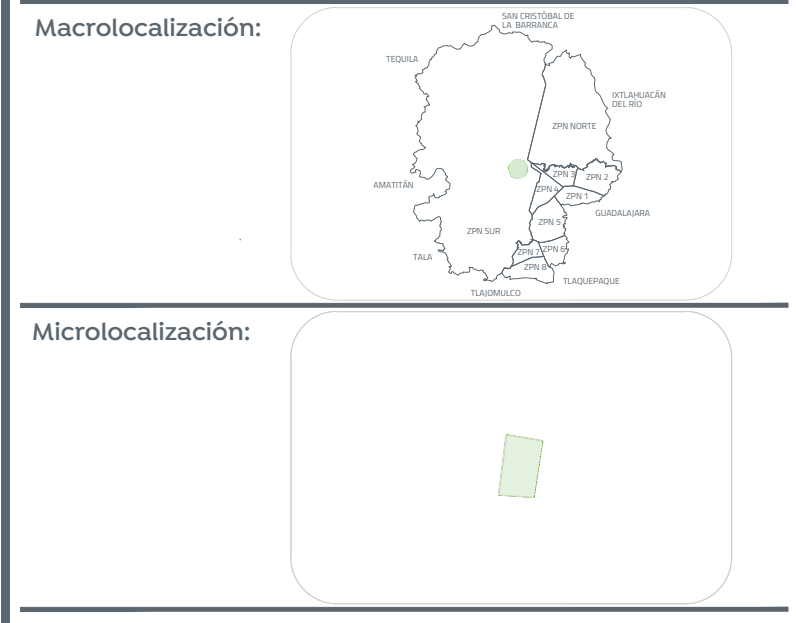 Macrolocalización:
SAN CRISTÓBAL DE
LA BARRANCA
TEQUILA
IXTLAHUACÁN
DEL RÍO
ZPN NORTE
ZPN 3
ZPN 2
AMATITÁN
ZPN 4
ZPN 1
GUADALAJARA
ZPN 5
ZPN SUR
ZPN 7
ZPN 6
TALA
ZPN 8
TLAQUEPAQUE
TLAJOMULCO
Microlocalización: